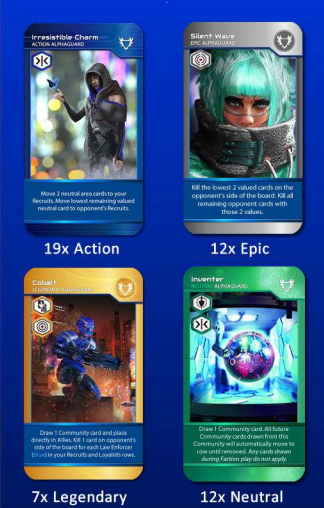 Irresistible Charm
ACTION ALPHAGUARD
Move 2 neutral area cards to your
Recruits. Move lowest remaining valued
neutral card to opponent's Recruits.
19x Action
Silent Wave
EPIC ALPHAGUARD
Kill the lowest 2 valued cards on the
opponent's side of the board. Kill all
remaining opponent cards with
those 2 values.
12x Epic
Cobalt
LEGENDARY ALPHAGUARD
Draw 1 Community card and place
directly in Allies. Kill 1 card on opponent's
side of the board for each Law Enforcer
(blue) in your Recruits and Loyalists rows.
7x Legendary
Inventer
NEUTRAL ALPHAGUARD
Draw 1 Community card. All future
Community cards drawn from this
Community will automatically move to
row until removed. Any cards drawn
during Faction play do not apply.
12x Neutral